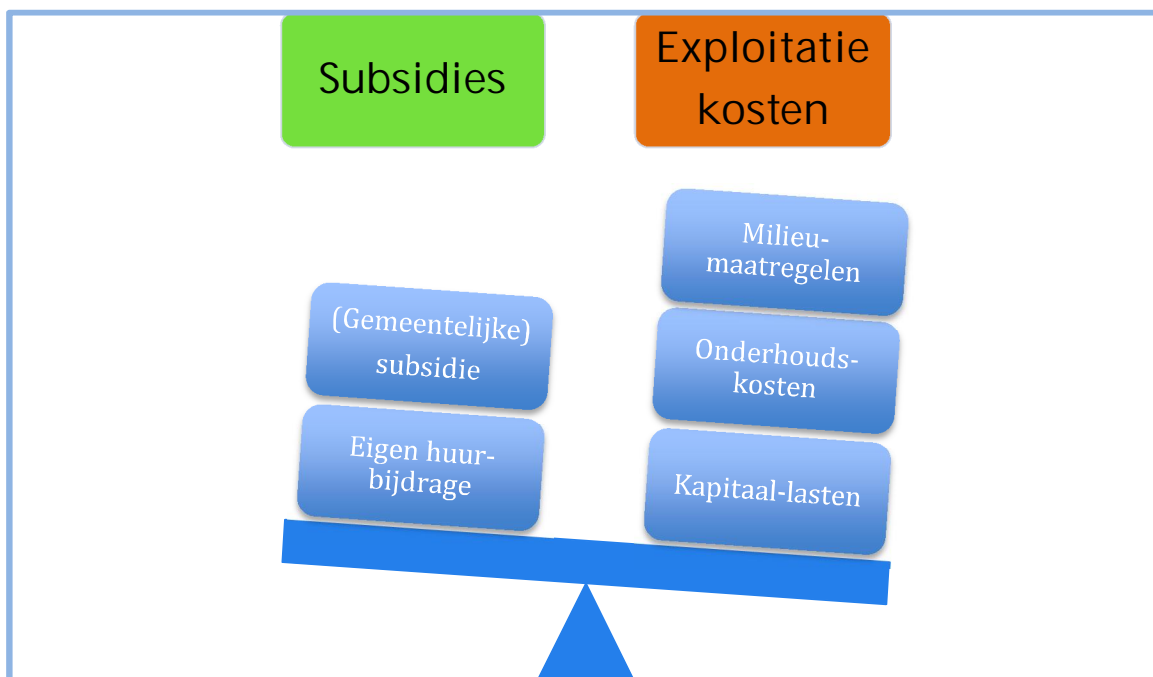 Subsidies
Exploitatie
kosten
(Gemeentelijke)
subsidie
Eigen huur-
bijdrage
Milieu-
maatregelen
Onderhouds-
kosten
Kapitaal-lasten